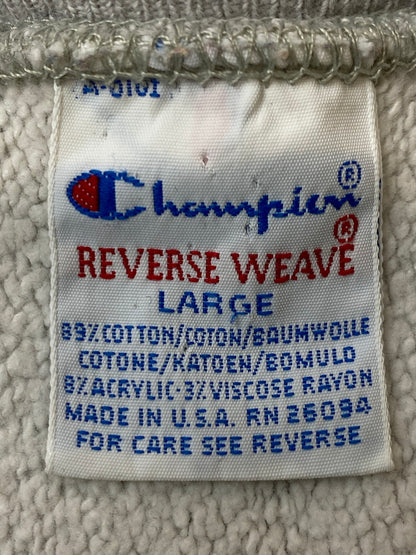 Champion®
REVERSE WEAVE®
LARGE
89% COTTON/COTON/BAUMWOLLE
COTONE/KATOEN/BOMULD
8% ACRYLIC-3% VISCOSE RAYON
MADE IN U.S.A. RN 26094
FOR CARE SEE REVERSE